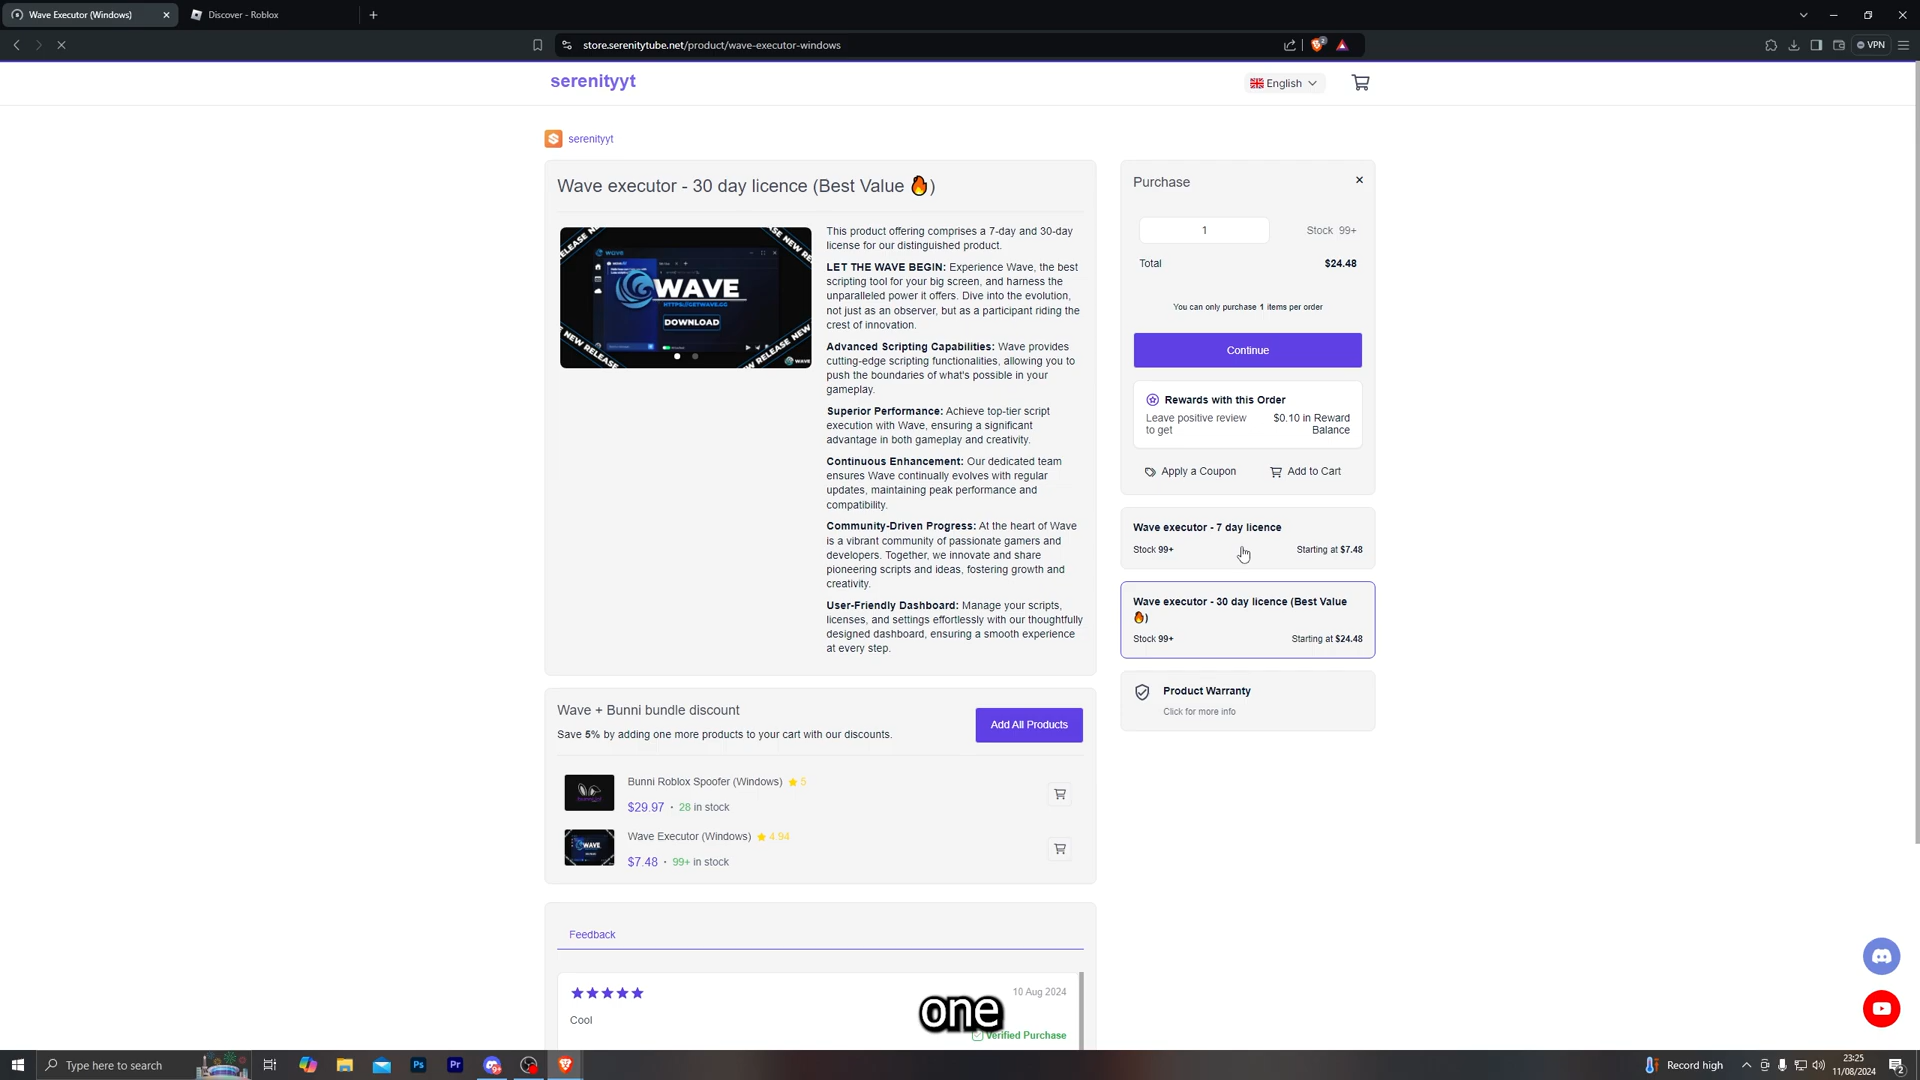 Wave Executor (Windows)
Discover - Roblox
store.serenitytube.net/product/wave-executor-windows
VPN
serenityyt
English
serenityyt
Wave executor - 30 day licence (Best Value 🔥)
NEW RELEASE
WAVE
HTTPS://GETWAVE.GG
DOWNLOAD
WAVE
This product offering comprises a 7-day and 30-day
license for our distinguished product.
LET THE WAVE BEGIN: Experience Wave, the best
scripting tool for your big screen, and harness the
unparalleled power it offers. Dive into the evolution,
not just as an observer, but as a participant riding the
crest of innovation.
Advanced Scripting Capabilities: Wave provides
cutting-edge scripting functionalities, allowing you to
push the boundaries of what's possible in your
gameplay.
Superior Performance: Achieve top-tier script
execution with Wave, ensuring a significant
advantage in both gameplay and creativity.
Continuous Enhancement: Our dedicated team
ensures Wave continually evolves with regular
updates, maintaining peak performance and
compatibility.
Community-Driven Progress: At the heart of Wave
is a vibrant community of passionate gamers and
developers. Together, we innovate and share
pioneering scripts and ideas, fostering growth and
creativity.
User-Friendly Dashboard: Manage your scripts,
licenses, and settings effortlessly with our thoughtfully
designed dashboard, ensuring a smooth experience
at every step.
Purchase
1
Stock 99+
Total $24.48
You can only purchase 1 items per order
Continue
Rewards with this Order
Leave positive review $0.10 in Reward
to get Balance
Apply a Coupon
Add to Cart
Wave executor - 7 day licence
Stock 99+ Starting at $7.48
Wave executor - 30 day licence (Best Value
🔥)
Stock 99+ Starting at $24.48
Product Warranty
Click for more info
Wave + Bunni bundle discount
Save 5% by adding one more products to your cart with our discounts.
Add All Products
Bunni Roblox Spoofer (Windows) ★ 5
$29.97 • 28 in stock
WAVE
Wave Executor (Windows) ★ 4.94
$7.48 • 99+ in stock
Feedback
10 Aug 2024
Cool
one
Verified Purchase
Type here to search
Ps
Pr
Record high
23:25
11/08/2024
2